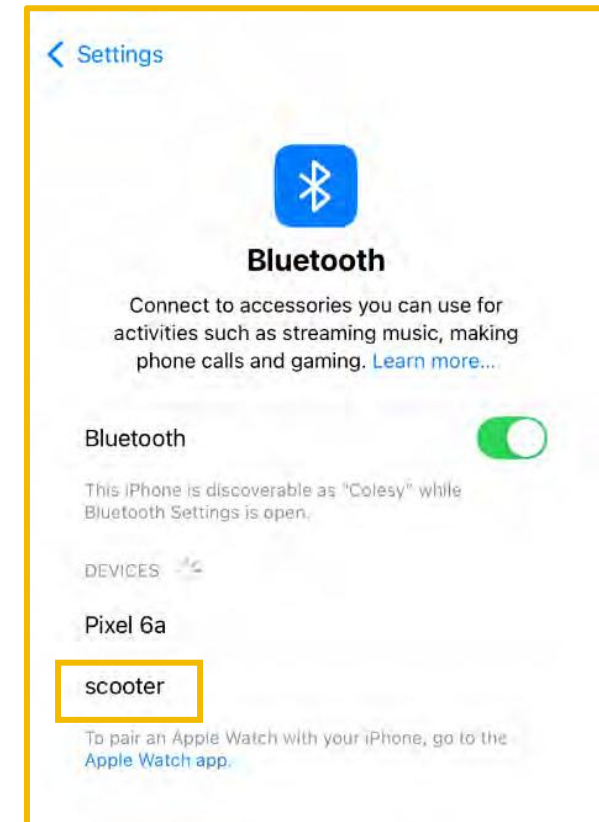 Settings
Bluetooth
Connect to accessories you can use for
activities such as streaming music, making
phone calls and gaming. Learn more...
Bluetooth
This iPhone is discoverable as "Colesy" while
Bluetooth Settings is open.
DEVICES
Pixel 6a
scooter
To pair an Apple Watch with your iPhone, go to the
Apple Watch app.